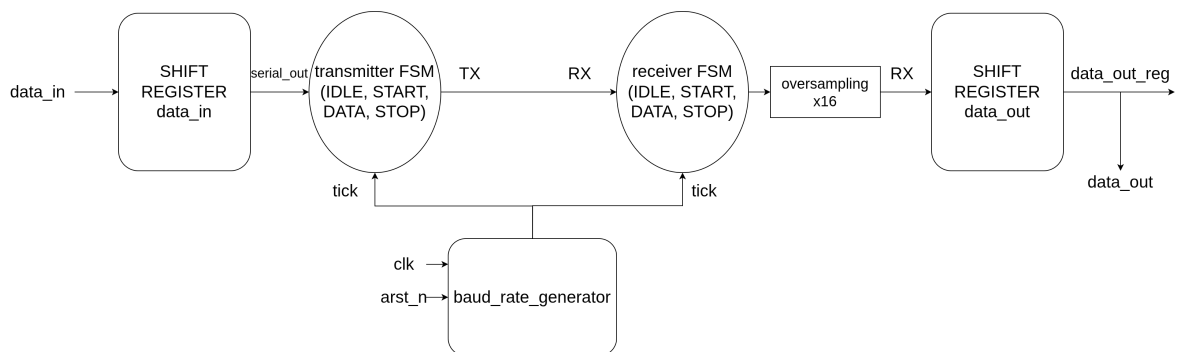 data_in
SHIFT
REGISTER
data_in
serial_out
transmitter FSM
(IDLE, START,
DATA, STOP)
TX
RX
receiver FSM
(IDLE, START,
DATA, STOP)
oversampling
x16
RX
SHIFT
REGISTER
data_out
data_out_reg
data_out
tick
tick
clk
arst_n
baud_rate_generator